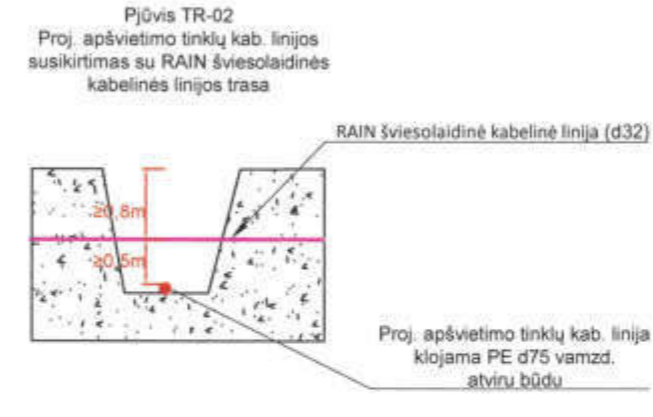 Pjūvis TR-02
Proj. apšvietimo tinklų kab. linijos
susikirtimas su RAIN šviesolaidinės
kabelinės linijos trasa
RAIN šviesolaidinė kabelinė linija (d32)
≥0,8m
≥0,5m
Proj. apšvietimo tinklų kab. linija
klojama PE d75 vamzd.
atviru būdu